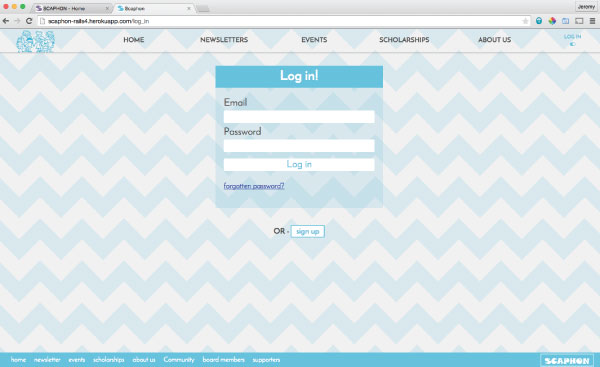 SCAPHON - Home
Scaphon
Jeremy
scaphon-rails4.herokuapp.com/log_in
HOME
NEWSLETTERS
EVENTS
SCHOLARSHIPS
ABOUT US
LOG IN
Log in!
Email
Password
Log in
forgotten password?
OR - sign up
home newsletter events scholarships about us Community board members supporters
SCAPHON